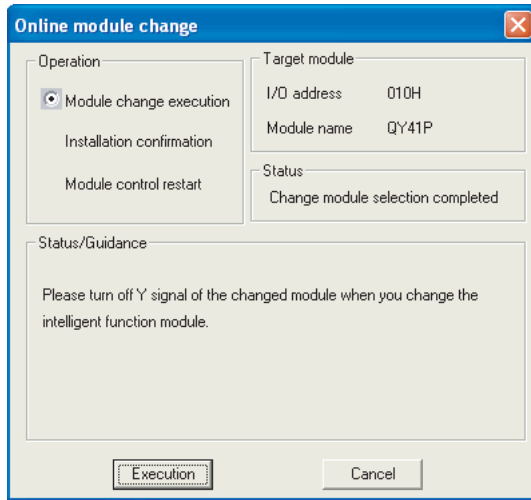 Online module change
Operation
Module change execution
Installation confirmation
Module control restart
Target module
I/O address 010H
Module name QY41P
Status
Change module selection completed
Status/Guidance
Please turn off Y signal of the changed module when you change the
intelligent function module.
Execution
Cancel